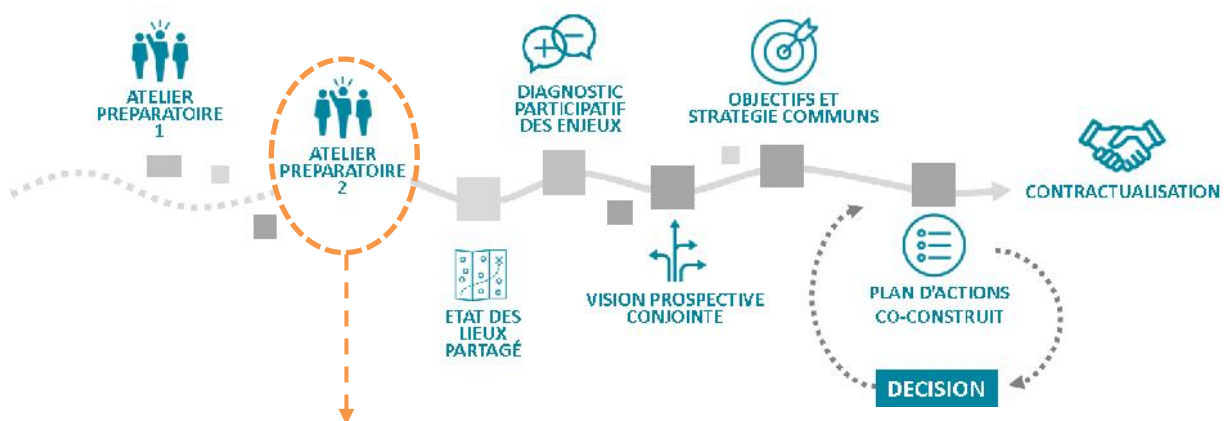 ATELIER
PREPARATOIRE
1
ATELIER
PREPARATOIRE
2
ETAT DES
LIEUX
PARTAGÉ
DIAGNOSTIC
PARTICIPATIF
DES ENJEUX
VISION PROSPECTIVE
CONJOINTE
OBJECTIFS ET
STRATEGIE COMMUNS
PLAN D'ACTIONS
CO-CONSTRUIT
DECISION
CONTRACTUALISATION